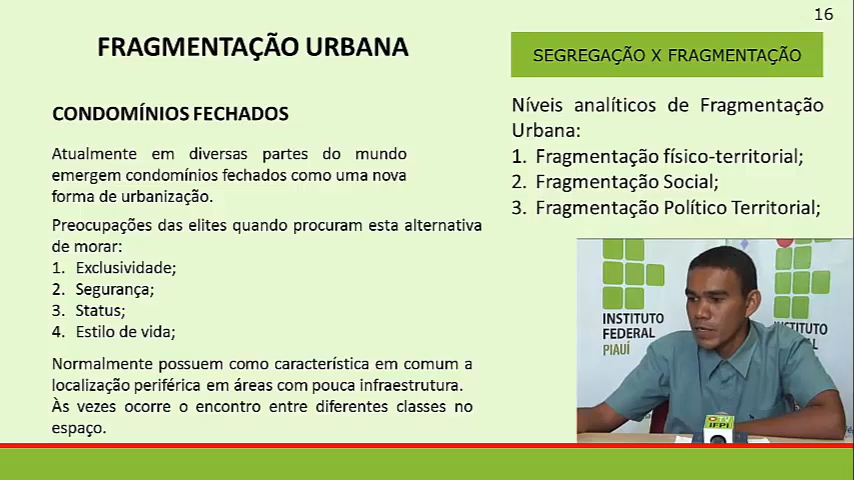 16
FRAGMENTAÇÃO URBANA
CONDOMÍNIOS FECHADOS
Atualmente em diversas partes do mundo
emergem condomínios fechados como uma nova
forma de urbanização.
Preocupações das elites quando procuram esta alternativa
de morar:
1. Exclusividade;
2. Segurança;
3. Status;
4. Estilo de vida;
Normalmente possuem como característica em comum a
localização periférica em áreas com pouca infraestrutura.
Às vezes ocorre o encontro entre diferentes classes no
espaço.
SEGREGAÇÃO X FRAGMENTAÇÃO
Níveis analíticos de Fragmentação
Urbana:
1. Fragmentação físico-territorial;
2. Fragmentação Social;
3. Fragmentação Político Territorial;
INSTITUTO
FEDERAL
PIAUÍ
INSTITUTO
TV
IFPI